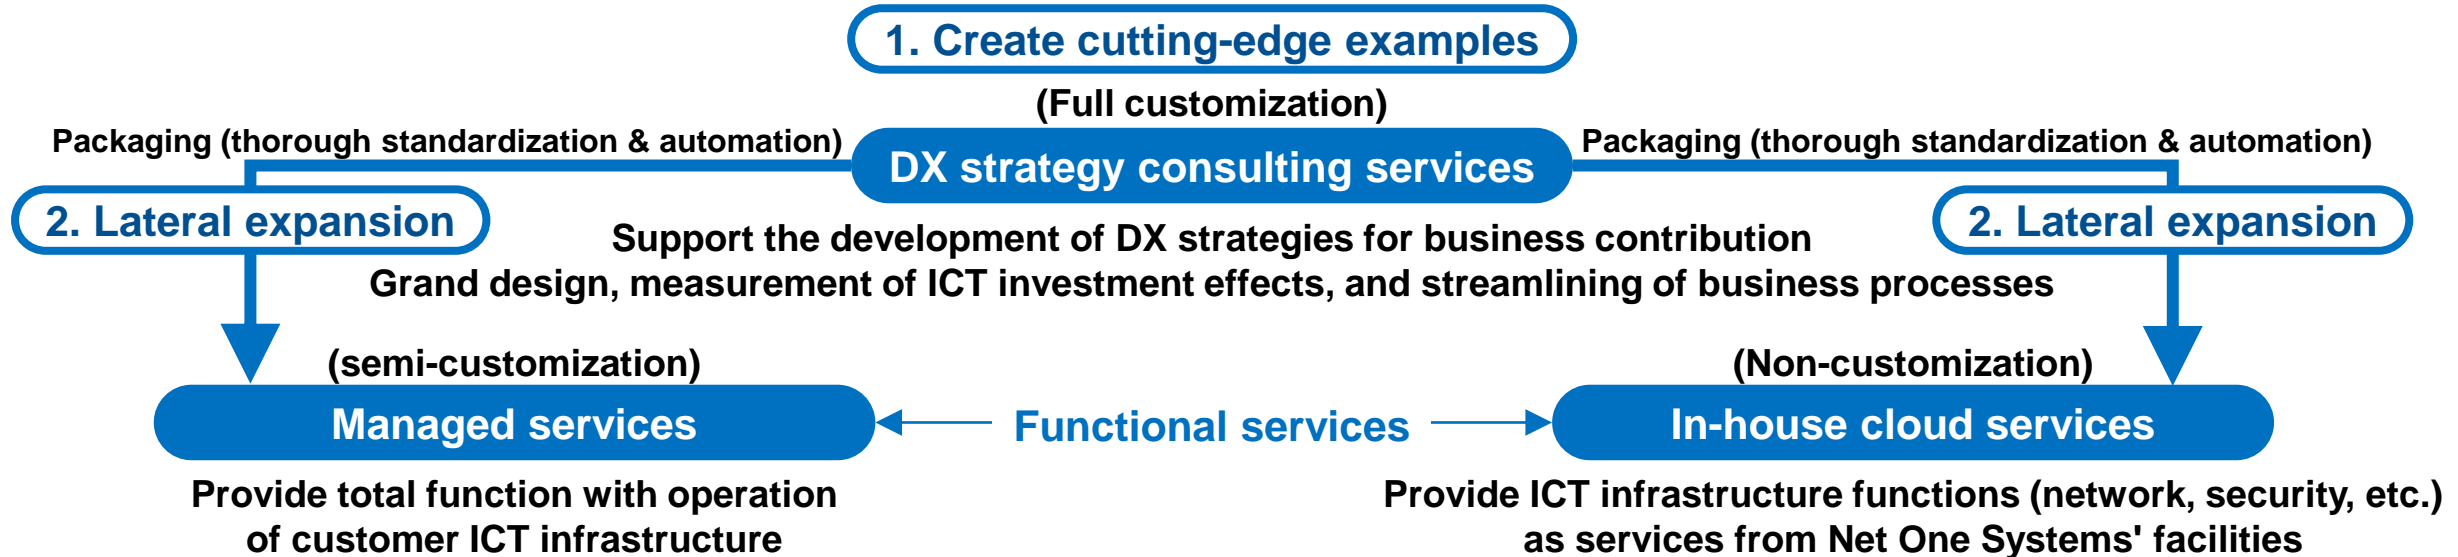 1. Create cutting-edge examples
(Full customization)
Packaging (thorough standardization & automation)
DX strategy consulting services
Packaging (thorough standardization & automation)
2. Lateral expansion
2. Lateral expansion
Support the development of DX strategies for business contribution
Grand design, measurement of ICT investment effects, and streamlining of business processes
(semi-customization)
(Non-customization)
Managed services
Functional services
In-house cloud services
Provide total function with operation
of customer ICT infrastructure
Provide ICT infrastructure functions (network, security, etc.)
as services from Net One Systems' facilities